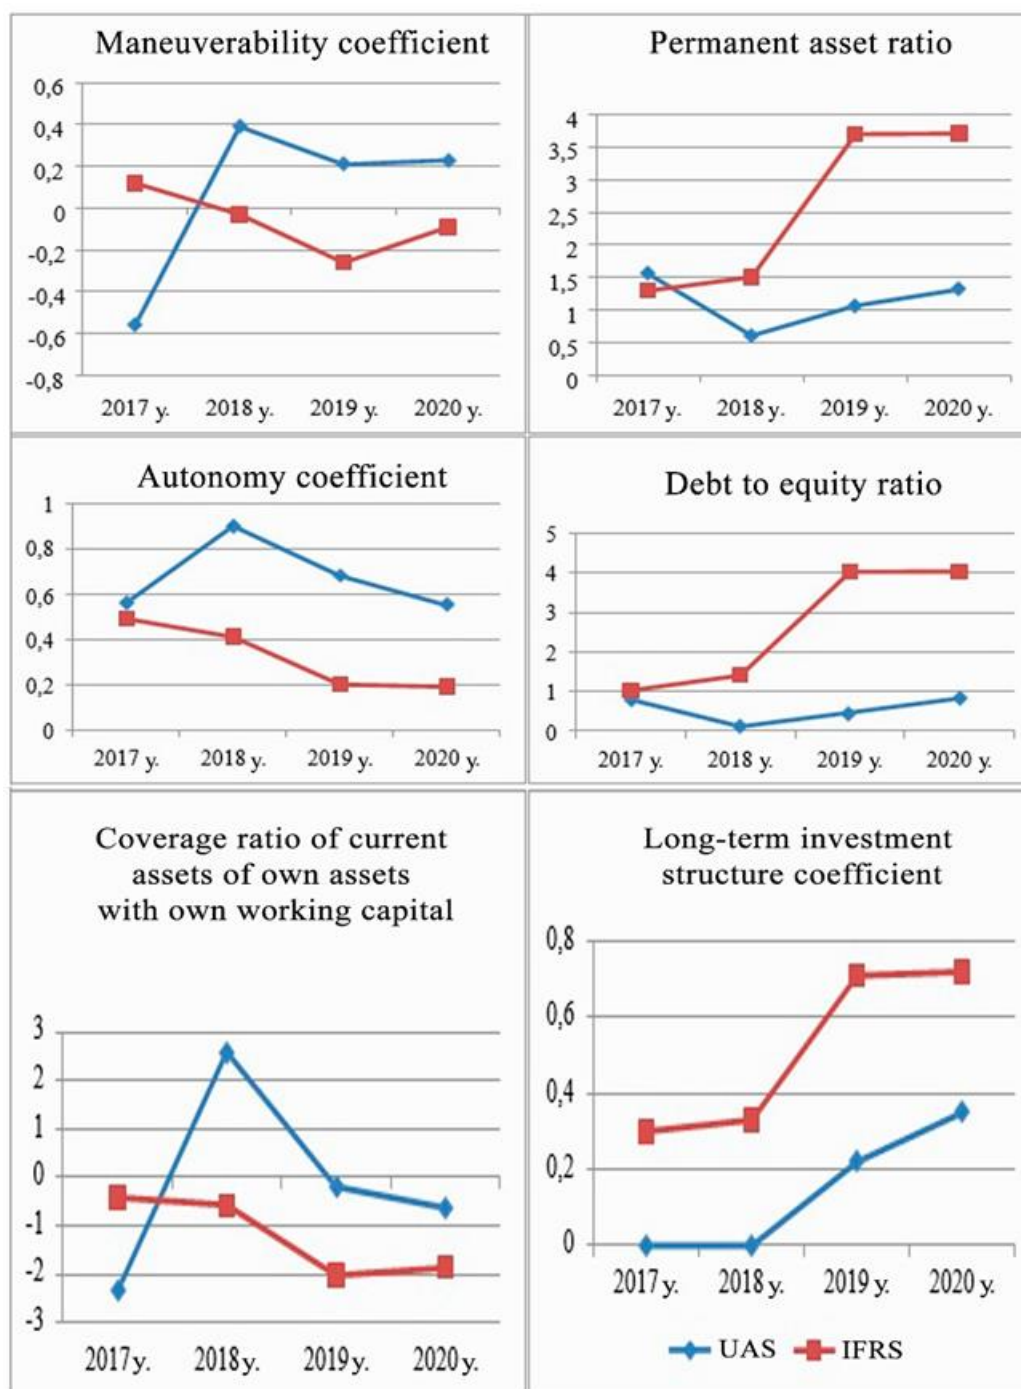 Maneuverability coefficient
0,6
0,4
0,2
0
-0,2
-0,4
-0,6
-0,8
2017 y. 2018 y. 2019 y. 2020 y.
Permanent asset ratio
4
3,5
3
2,5
2
1,5
1
0,5
0
2017 y. 2018 y. 2019 y. 2020 y.
Autonomy coefficient
1
0,8
0,6
0,4
0,2
0
2017 y. 2018 y. 2019 y. 2020 y.
Debt to equity ratio
5
4
3
2
1
0
2017 y. 2018 y. 2019 y. 2020 y.
Coverage ratio of current
assets of own assets
with own working capital
3
2
1
0
-1
-2
-3
2017 y. 2018 y. 2019 y. 2020 y.
Long-term investment
structure coefficient
0,8
0,6
0,4
0,2
0
2017 y. 2018 y. 2019 y. 2020 y.
UAS IFRS